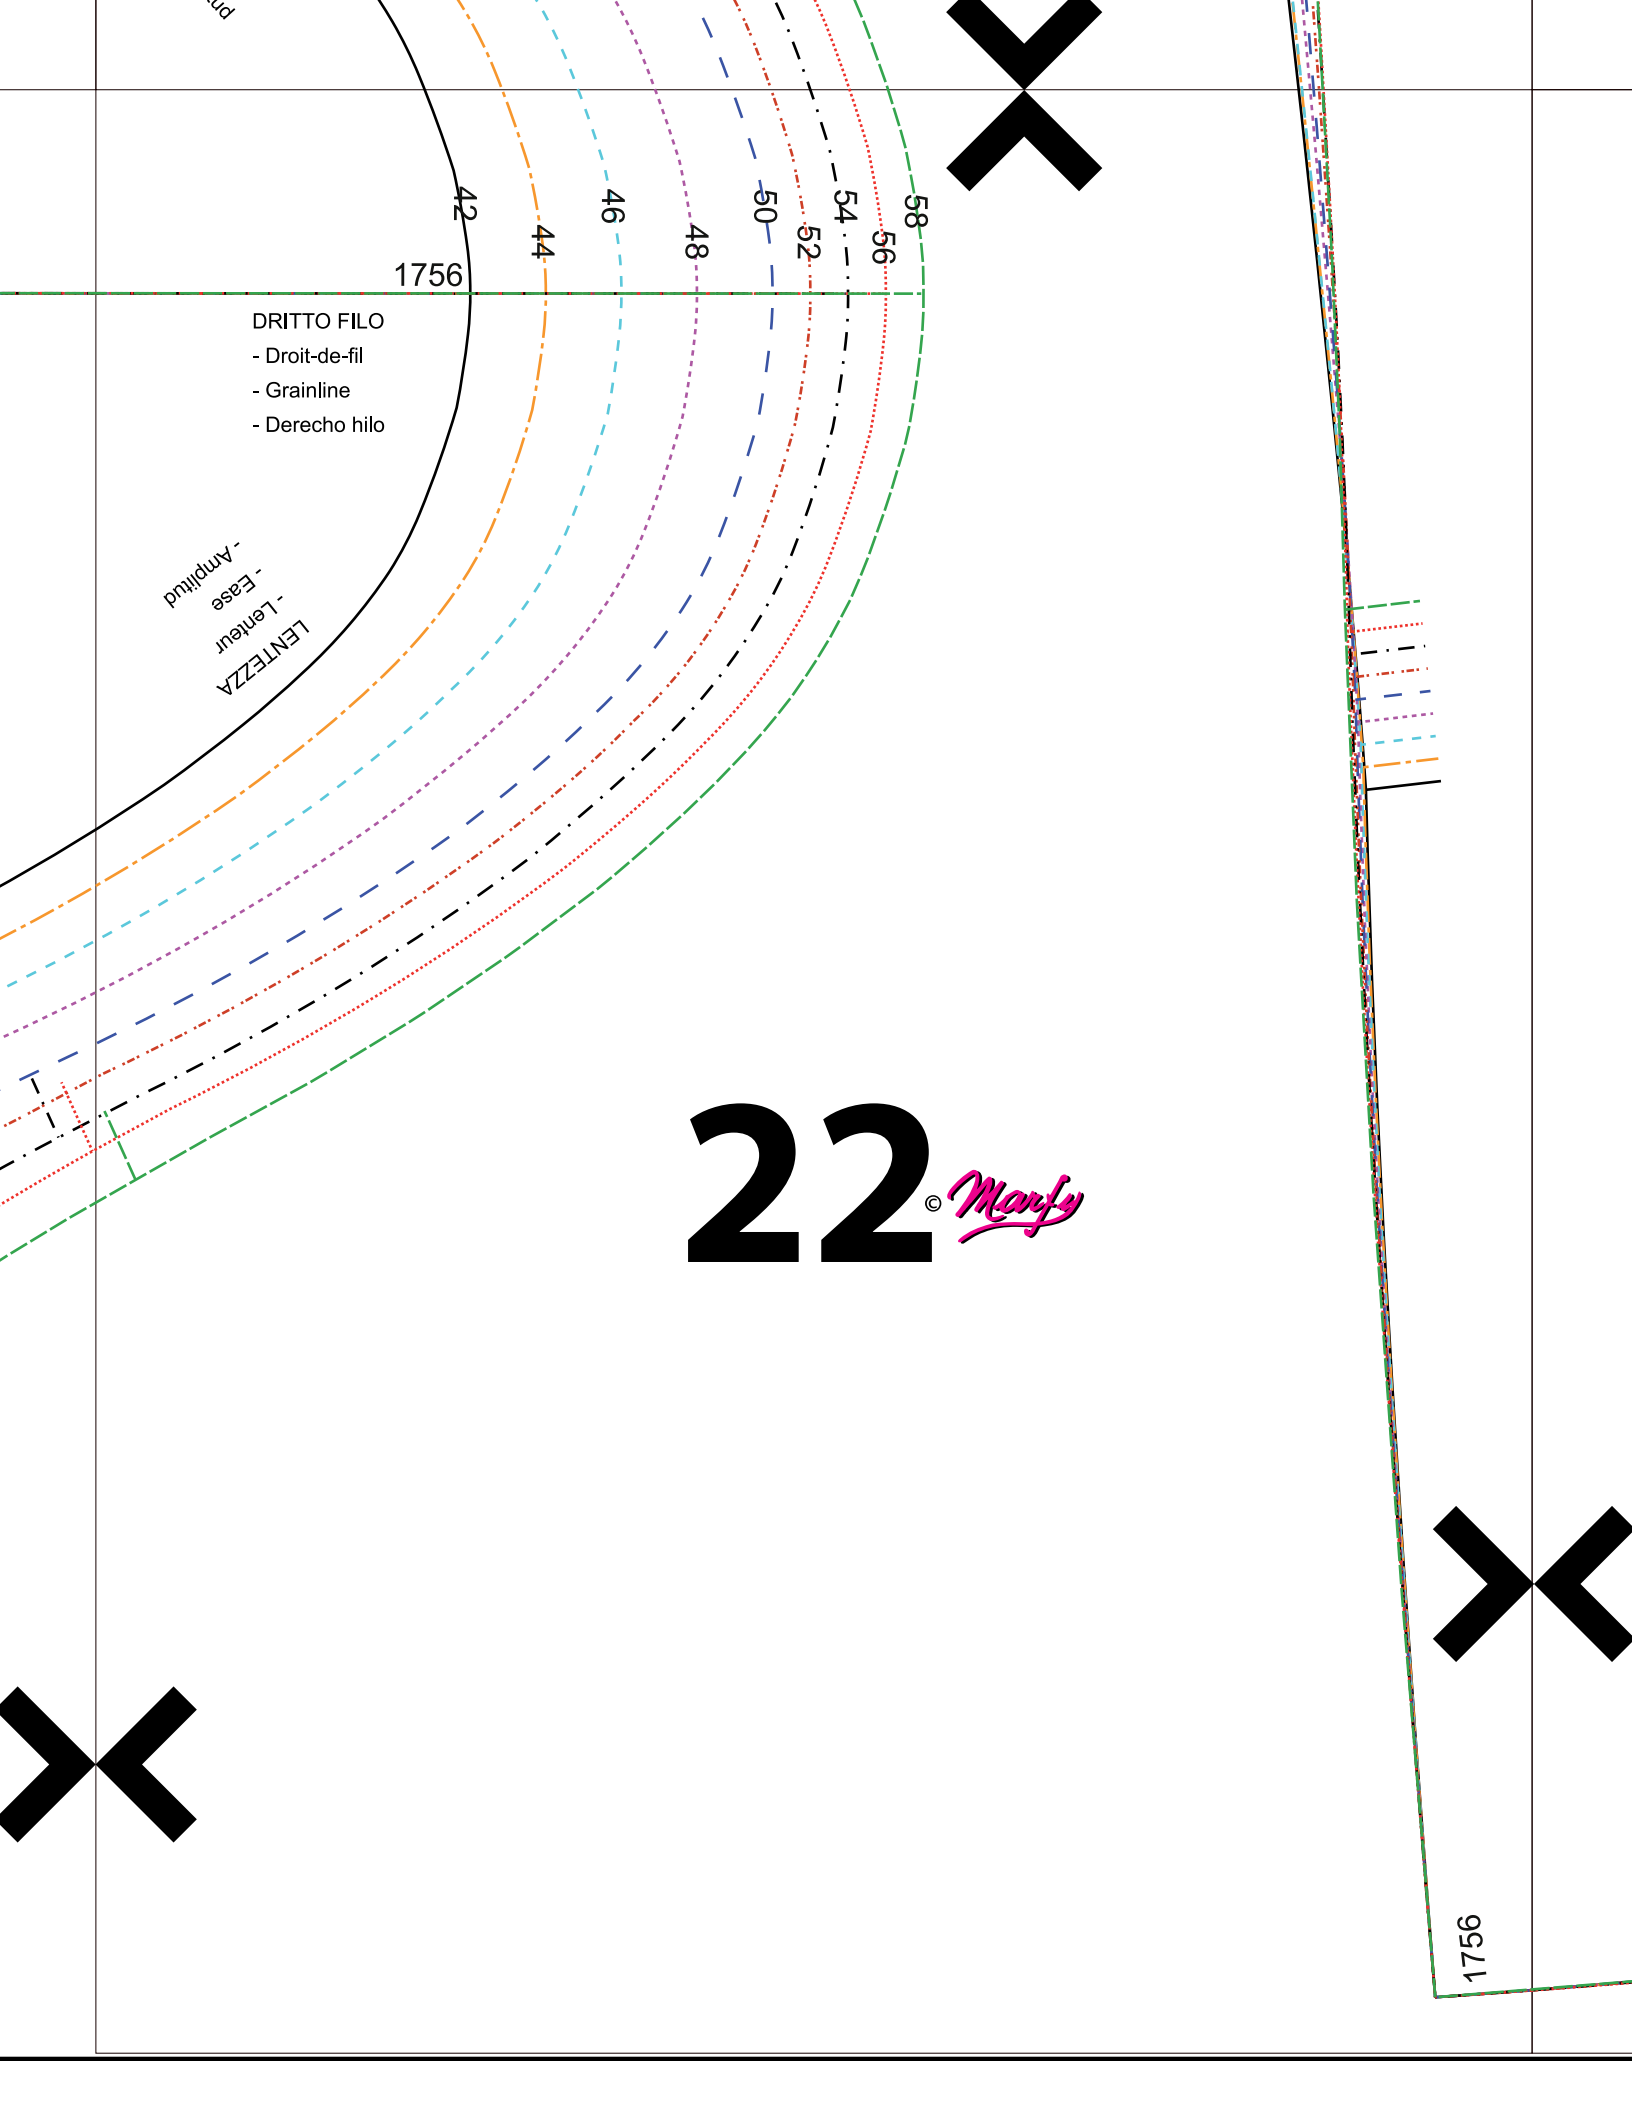 42
44
46
48
50
52
54
56
58
1756
DRITTO FILO
- Droit-de-fil
- Grainline
- Derecho hilo
LENTEZZA
- Lenteur
- Ease
- Amplitud
22
© Marfy
1756